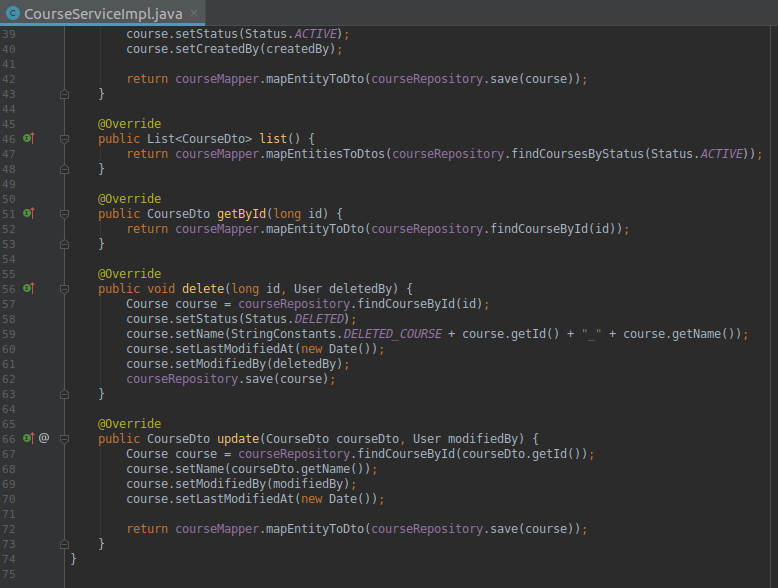 CourseServiceImpl.java
39 course.setStatus(Status.ACTIVE);
40 course.setCreatedBy(createdBy);
41
42 return courseMapper.mapEntityToDto(courseRepository.save(course));
43 }
44
45 @Override
46 public List<CourseDto> list() {
47 return courseMapper.mapEntitiesToDtos(courseRepository.findCoursesByStatus(Status.ACTIVE));
48 }
49
50 @Override
51 public CourseDto getById(long id) {
52 return courseMapper.mapEntityToDto(courseRepository.findCourseById(id));
53 }
54
55 @Override
56 public void delete(long id, User deletedBy) {
57 Course course = courseRepository.findCourseById(id);
58 course.setStatus(Status.DELETED);
59 course.setName(StringConstants.DELETED_COURSE + course.getId() + "_" + course.getName());
60 course.setLastModifiedAt(new Date());
61 course.setModifiedBy(deletedBy);
62 courseRepository.save(course);
63 }
64
65 @Override
66 @ public CourseDto update(CourseDto courseDto, User modifiedBy) {
67 Course course = courseRepository.findCourseById(courseDto.getId());
68 course.setName(courseDto.getName());
69 course.setModifiedBy(modifiedBy);
70 course.setLastModifiedAt(new Date());
71
72 return courseMapper.mapEntityToDto(courseRepository.save(course));
73 }
74 }
75